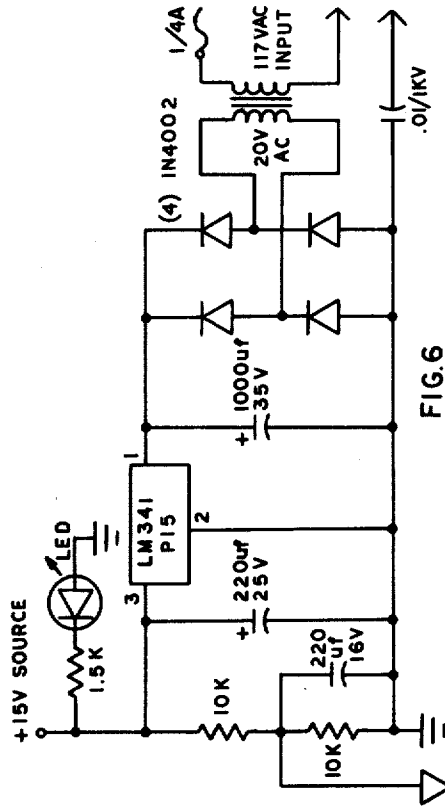 +15V SOURCE
LED
1.5K
3
LM341
P15
1
2
10K
10K
220
uf
16V
+
220uf
25V
+
1000uf
35V
(4)
1N4002
20V
AC
1/4A
117VAC
INPUT
.01/1KV
FIG.6